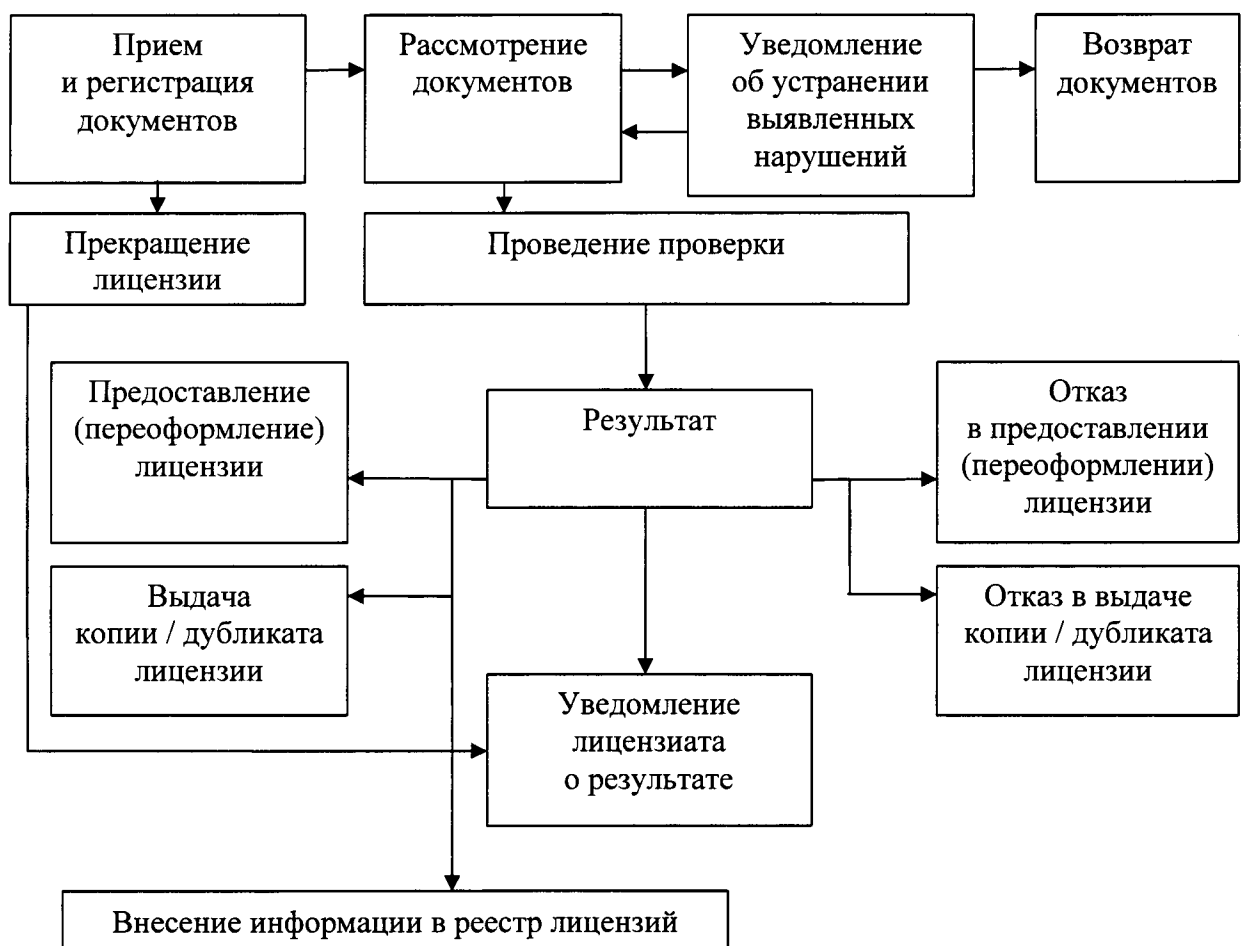 Прием
и регистрация
документов
Рассмотрение
документов
Уведомление
об устранении
выявленных
нарушений
Возврат
документов
Прекращение
лицензии
Проведение проверки
Предоставление
(переоформление)
лицензии
Результат
Отказ
в предоставлении
(переоформлении)
лицензии
Выдача
копии / дубликата
лицензии
Отказ в выдаче
копии / дубликата
лицензии
Уведомление
лицензиата
о результате
Внесение информации в реестр лицензий